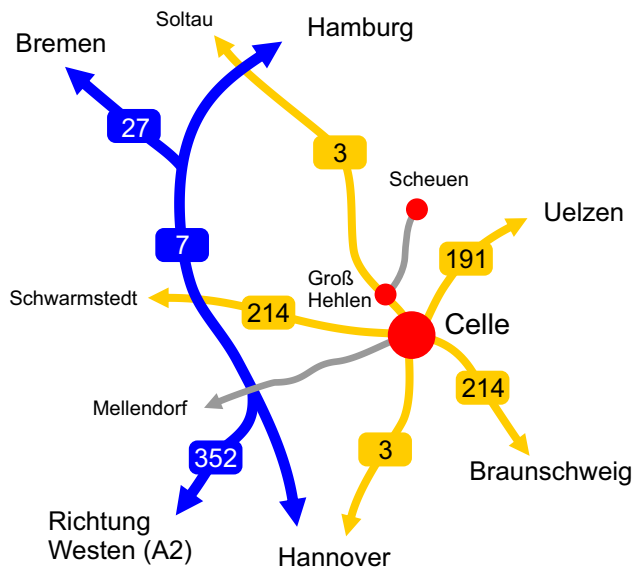 Soltau
Hamburg
Bremen
27
3
Scheuen
Uelzen
7
191
Groß
Hehlen
Schwarmstedt
214
Celle
214
Mellendorf
3
352
Braunschweig
Richtung
Westen (A2)
Hannover